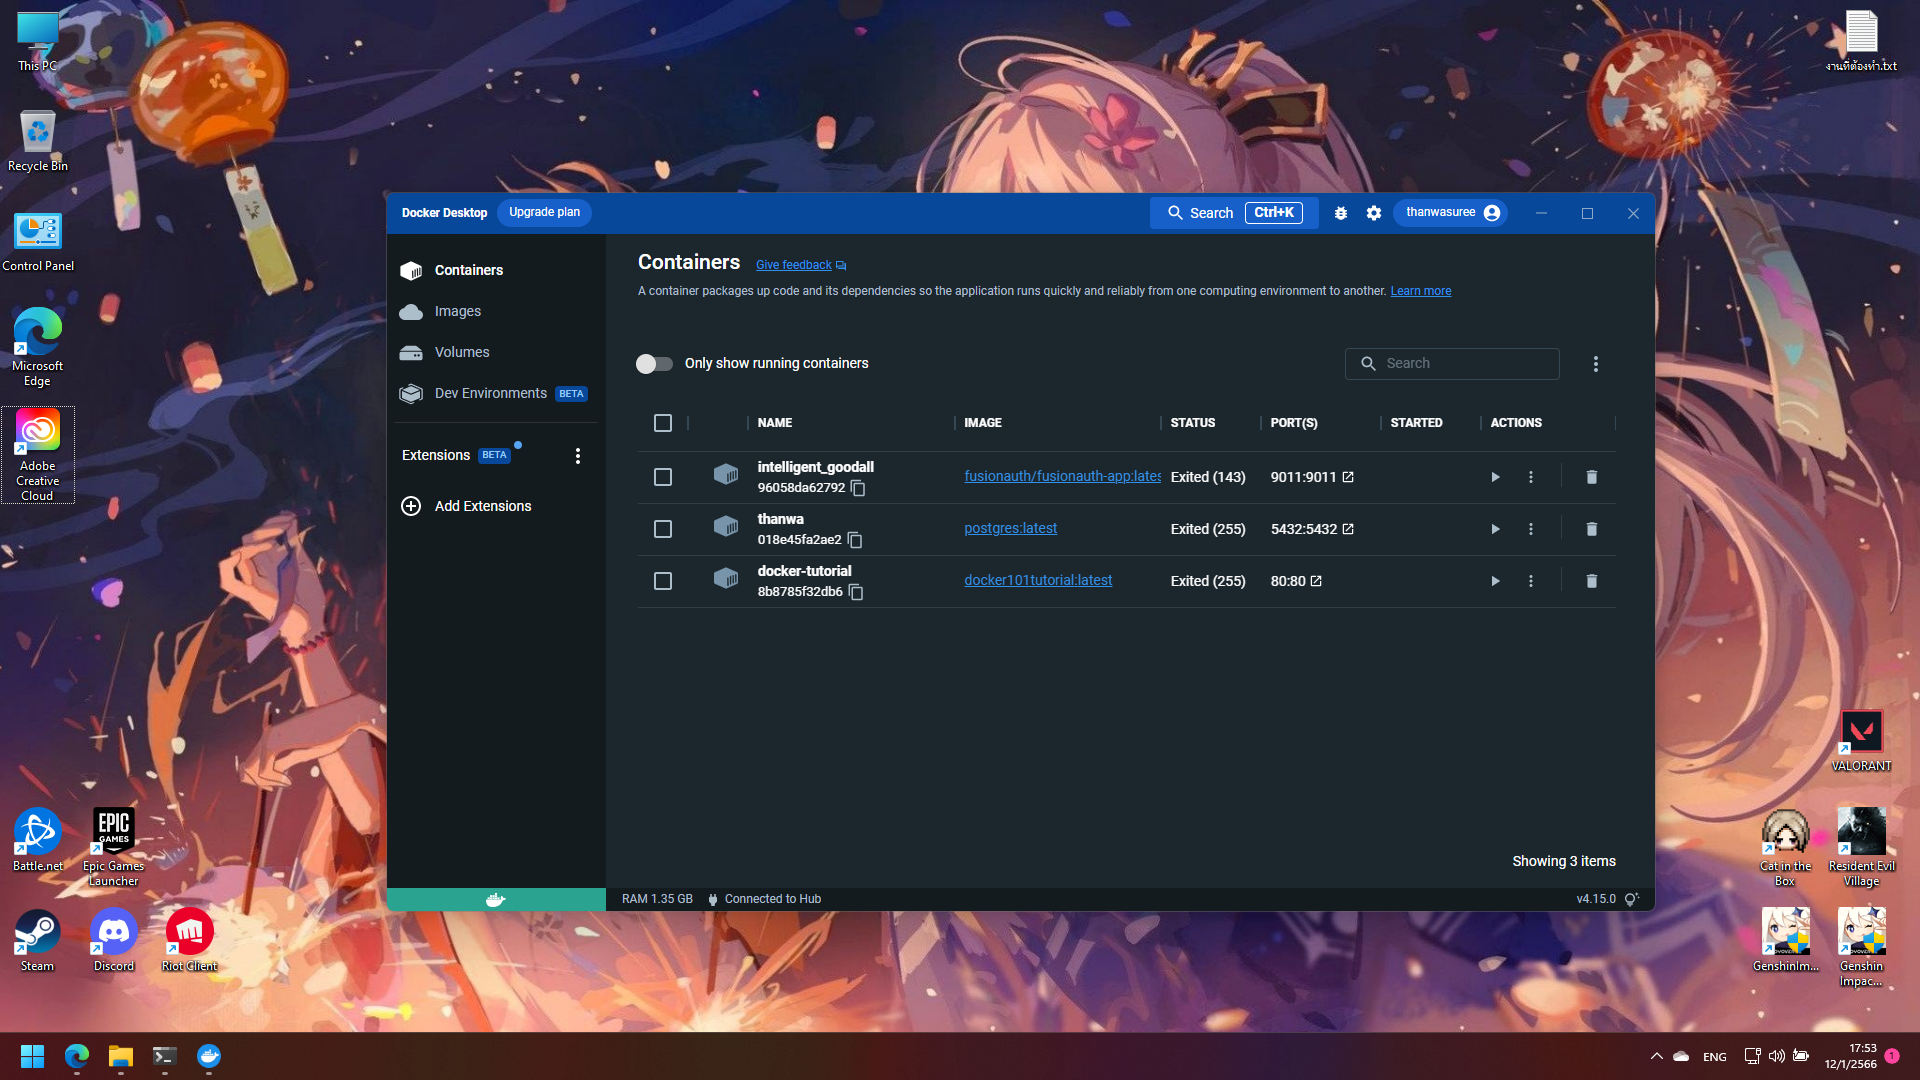 This PC
Recycle Bin
Control Panel
Microsoft
Edge
Adobe
Creative
Cloud
Battle.net
EPIC
GAMES
Epic Games
Launcher
Steam
Discord
Riot Client
งานที่ต้องทำ.txt
VALORANT
Cat in the
Box
Resident Evil
Village
GenshinIm...
Genshin
Impac...
Docker Desktop
Upgrade plan
Search
Ctrl+K
thanwasuree
Containers
Images
Volumes
Dev Environments BETA
Extensions BETA
Add Extensions
Containers Give feedback
A container packages up code and its dependencies so the application runs quickly and reliably from one computing environment to another. Learn more
Only show running containers
Search
NAME IMAGE STATUS PORT(S) STARTED ACTIONS
intelligent_goodall
96058da62792
fusionauth/fusionauth-app:lates
Exited (143)
9011:9011
thanwa
018e45fa2ae2
postgres:latest
Exited (255)
5432:5432
docker-tutorial
8b8785f32db6
docker101tutorial:latest
Exited (255)
80:80
Showing 3 items
RAM 1.35 GB Connected to Hub
v4.15.0
ENG
17:53
12/1/2566
1